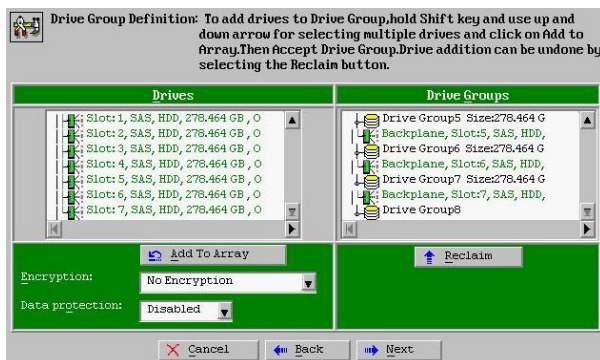 Drive Group Definition: To add drives to Drive Group,hold Shift key and use up and
down arrow for selecting multiple drives and click on Add to
Array.Then Accept Drive Group.Drive addition can be undone by
selecting the Reclaim button.
Drives
Slot: 1, SAS, HDD, 278.464 GB , O
Slot: 2, SAS, HDD, 278.464 GB , O
Slot: 3, SAS, HDD, 278.464 GB , O
Slot: 4, SAS, HDD, 278.464 GB , O
Slot: 5, SAS, HDD, 278.464 GB , O
Slot: 6, SAS, HDD, 278.464 GB , O
Slot: 7, SAS, HDD, 278.464 GB , O
Add To Array
Encryption:
No Encryption
Data protection:
Disabled
Drive Groups
Drive Group5 Size:278.464 G
Backplane, Slot:5, SAS, HDD,
Drive Group6 Size:278.464 G
Backplane, Slot:6, SAS, HDD,
Drive Group7 Size:278.464 G
Backplane, Slot:7, SAS, HDD,
Drive Group8
Reclaim
Cancel
Back
Next